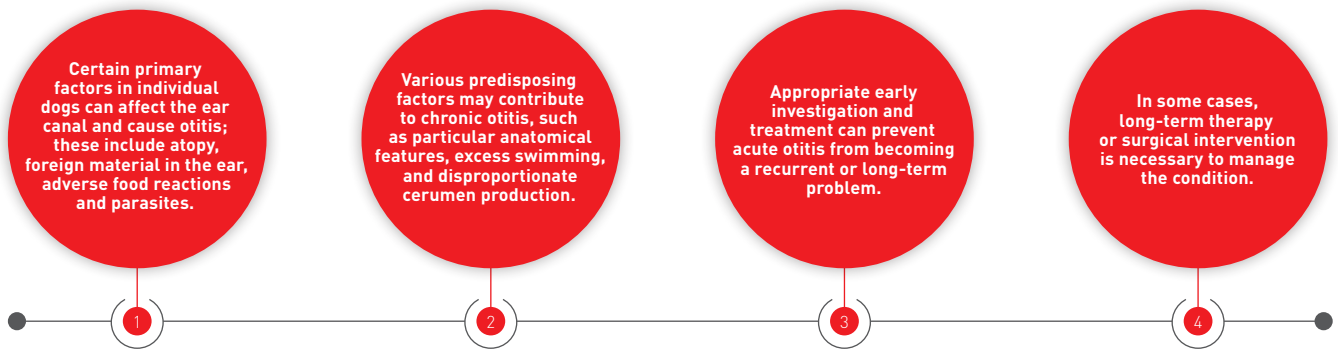 Certain primary
factors in individual
dogs can affect the ear
canal and cause otitis;
these include atopy,
foreign material in the ear,
adverse food reactions
and parasites.
Various predisposing
factors may contribute
to chronic otitis, such
as particular anatomical
features, excess swimming,
and disproportionate
cerumen production.
Appropriate early
investigation and
treatment can prevent
acute otitis from becoming
a recurrent or long-term
problem.
In some cases,
long-term therapy
or surgical intervention
is necessary to manage
the condition.
1
2
3
4